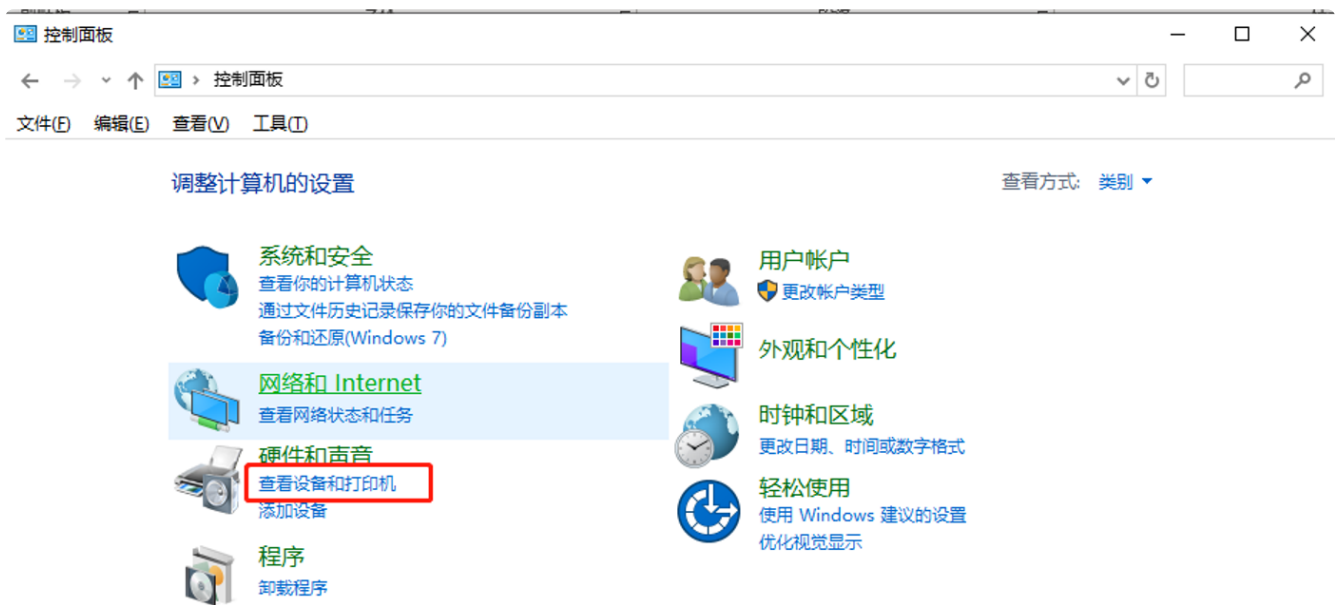 控制面板
控制面板
文件(F) 编辑(E) 查看(V) 工具(T)
调整计算机的设置
查看方式: 类别
系统和安全
查看你的计算机状态
通过文件历史记录保存你的文件备份副本
备份和还原(Windows 7)
网络和 Internet
查看网络状态和任务
硬件和声音
查看设备和打印机
添加设备
程序
卸载程序
用户帐户
更改帐户类型
外观和个性化
时钟和区域
更改日期、时间或数字格式
轻松使用
使用 Windows 建议的设置
优化视觉显示